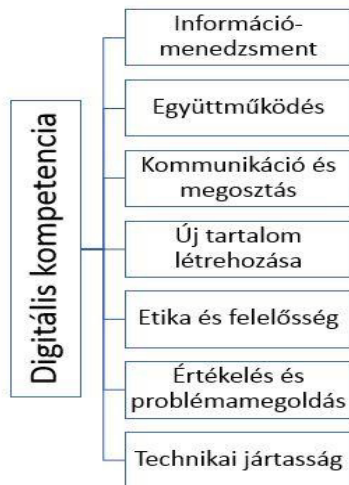 Digitális kompetencia
Információ-
menedzsment
Együttműködés
Kommunikáció és
megosztás
Új tartalom
létrehozása
Etika és felelősség
Értékelés és
problémamegoldás
Technikai jártasság